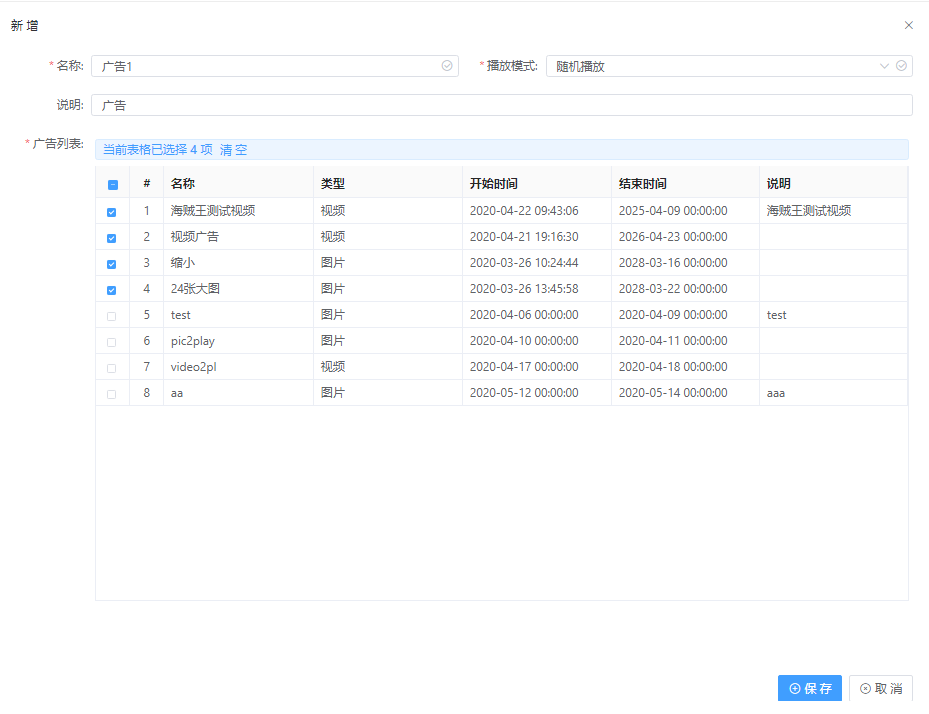 新 增
* 名称: 广告1 * 播放模式: 随机播放
说明: 广告
* 广告列表: 当前表格已选择 4 项 清 空
# 名称 类型 开始时间 结束时间 说明
1 海贼王测试视频 视频 2020-04-22 09:43:06 2025-04-09 00:00:00 海贼王测试视频
2 视频广告 视频 2020-04-21 19:16:30 2026-04-23 00:00:00
3 缩小 图片 2020-03-26 10:24:44 2028-03-16 00:00:00
4 24张大图 图片 2020-03-26 13:45:58 2028-03-22 00:00:00
5 test 图片 2020-04-06 00:00:00 2020-04-09 00:00:00 test
6 pic2play 图片 2020-04-10 00:00:00 2020-04-11 00:00:00
7 video2pl 视频 2020-04-17 00:00:00 2020-04-18 00:00:00
8 aa 图片 2020-05-12 00:00:00 2020-05-14 00:00:00 aaa
保 存 取 消